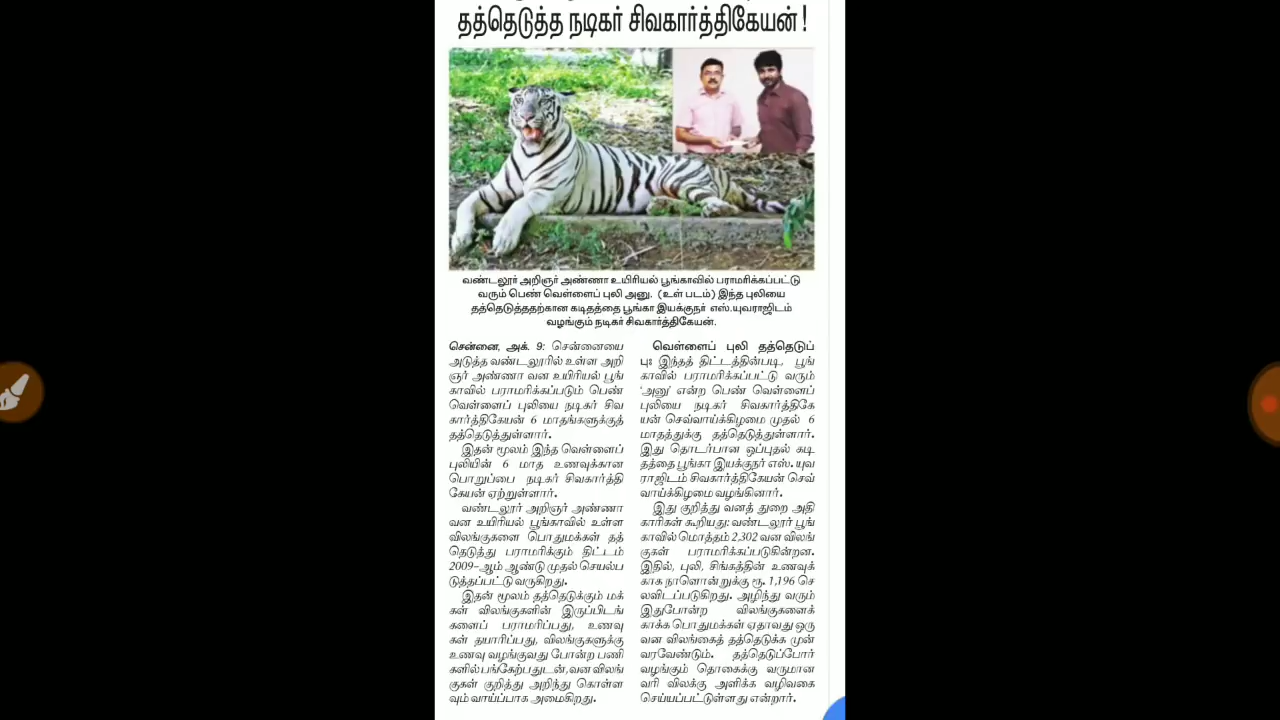 தத்தெடுத்த நடிகர் சிவகார்த்திகேயன் !
வண்டலூர் அறிஞர் அண்ணா உயிரியல் பூங்காவில் பராமரிக்கப்பட்டு
வரும் பெண் வெள்ளைப் புலி அனு. (உள் படம்) இந்த புலியை
தத்தெடுத்ததற்கான கடிதத்தை பூங்கா இயக்குநர் எஸ்.யுவராஜிடம்
வழங்கும் நடிகர் சிவகார்த்திகேயன்.
சென்னை, அக். 9: சென்னையை
அடுத்த வண்டலூரில் உள்ள அறி
ஞர் அண்ணா வன உயிரியல் பூங்
காவில் பராமரிக்கப்படும் பெண்
வெள்ளைப் புலியை நடிகர் சிவ
கார்த்திகேயன் 6 மாதங்களுக்குத்
தத்தெடுத்துள்ளார்.
இதன் மூலம் இந்த வெள்ளைப்
புலியின் 6 மாத உணவுக்கான
பொறுப்பை நடிகர் சிவகார்த்தி
கேயன் ஏற்றுள்ளார்.
வண்டலூர் அறிஞர் அண்ணா
வன உயிரியல் பூங்காவில் உள்ள
விலங்குகளை பொதுமக்கள் தத்
தெடுத்து பராமரிக்கும் திட்டம்
2009-ஆம் ஆண்டு முதல் செயல்ப
டுத்தப்பட்டு வருகிறது.
இதன் மூலம் தத்தெடுக்கும் மக்
கள் விலங்குகளின் இருப்பிடங்
களைப் பராமரிப்பது, உணவு
கள் தயாரிப்பது, விலங்குகளுக்கு
உணவு வழங்குவது போன்ற பணி
களில் பங்கேற்பதுடன்,வன விலங்
குகள் குறித்து அறிந்து கொள்ள
வும் வாய்ப்பாக அமைகிறது.
வெள்ளைப் புலி தத்தெடுப்
பு: இந்தத் திட்டத்தின்படி, பூங்
காவில் பராமரிக்கப்பட்டு வரும்
'அனு' என்ற பெண் வெள்ளைப்
புலியை நடிகர் சிவகார்த்திகே
யன் செவ்வாய்க்கிழமை முதல் 6
மாதத்துக்கு தத்தெடுத்துள்ளார்.
இது தொடர்பான ஒப்புதல் கடி
தத்தை பூங்கா இயக்குநர் எஸ். யுவ
ராஜிடம் சிவகார்த்திகேயன் செவ்
வாய்க்கிழமை வழங்கினார்.
இது குறித்து வனத் துறை அதி
காரிகள் கூறியது: வண்டலூர் பூங்
காவில் மொத்தம் 2,302 வன விலங்
குகள் பராமரிக்கப்படுகின்றன.
இதில், புலி, சிங்கத்தின் உணவுக்
காக நாளொன்றுக்கு ரூ. 1,196 செ
லவிடப்படுகிறது. அழிந்து வரும்
இதுபோன்ற விலங்குகளைக்
காக்க பொதுமக்கள் ஏதாவது ஒரு
வன விலங்கைத் தத்தெடுக்க முன்
வரவேண்டும். தத்தெடுப்போர்
வழங்கும் தொகைக்கு வருமான
வரி விலக்கு அளிக்க வழிவகை
செய்யப்பட்டுள்ளது என்றார்.